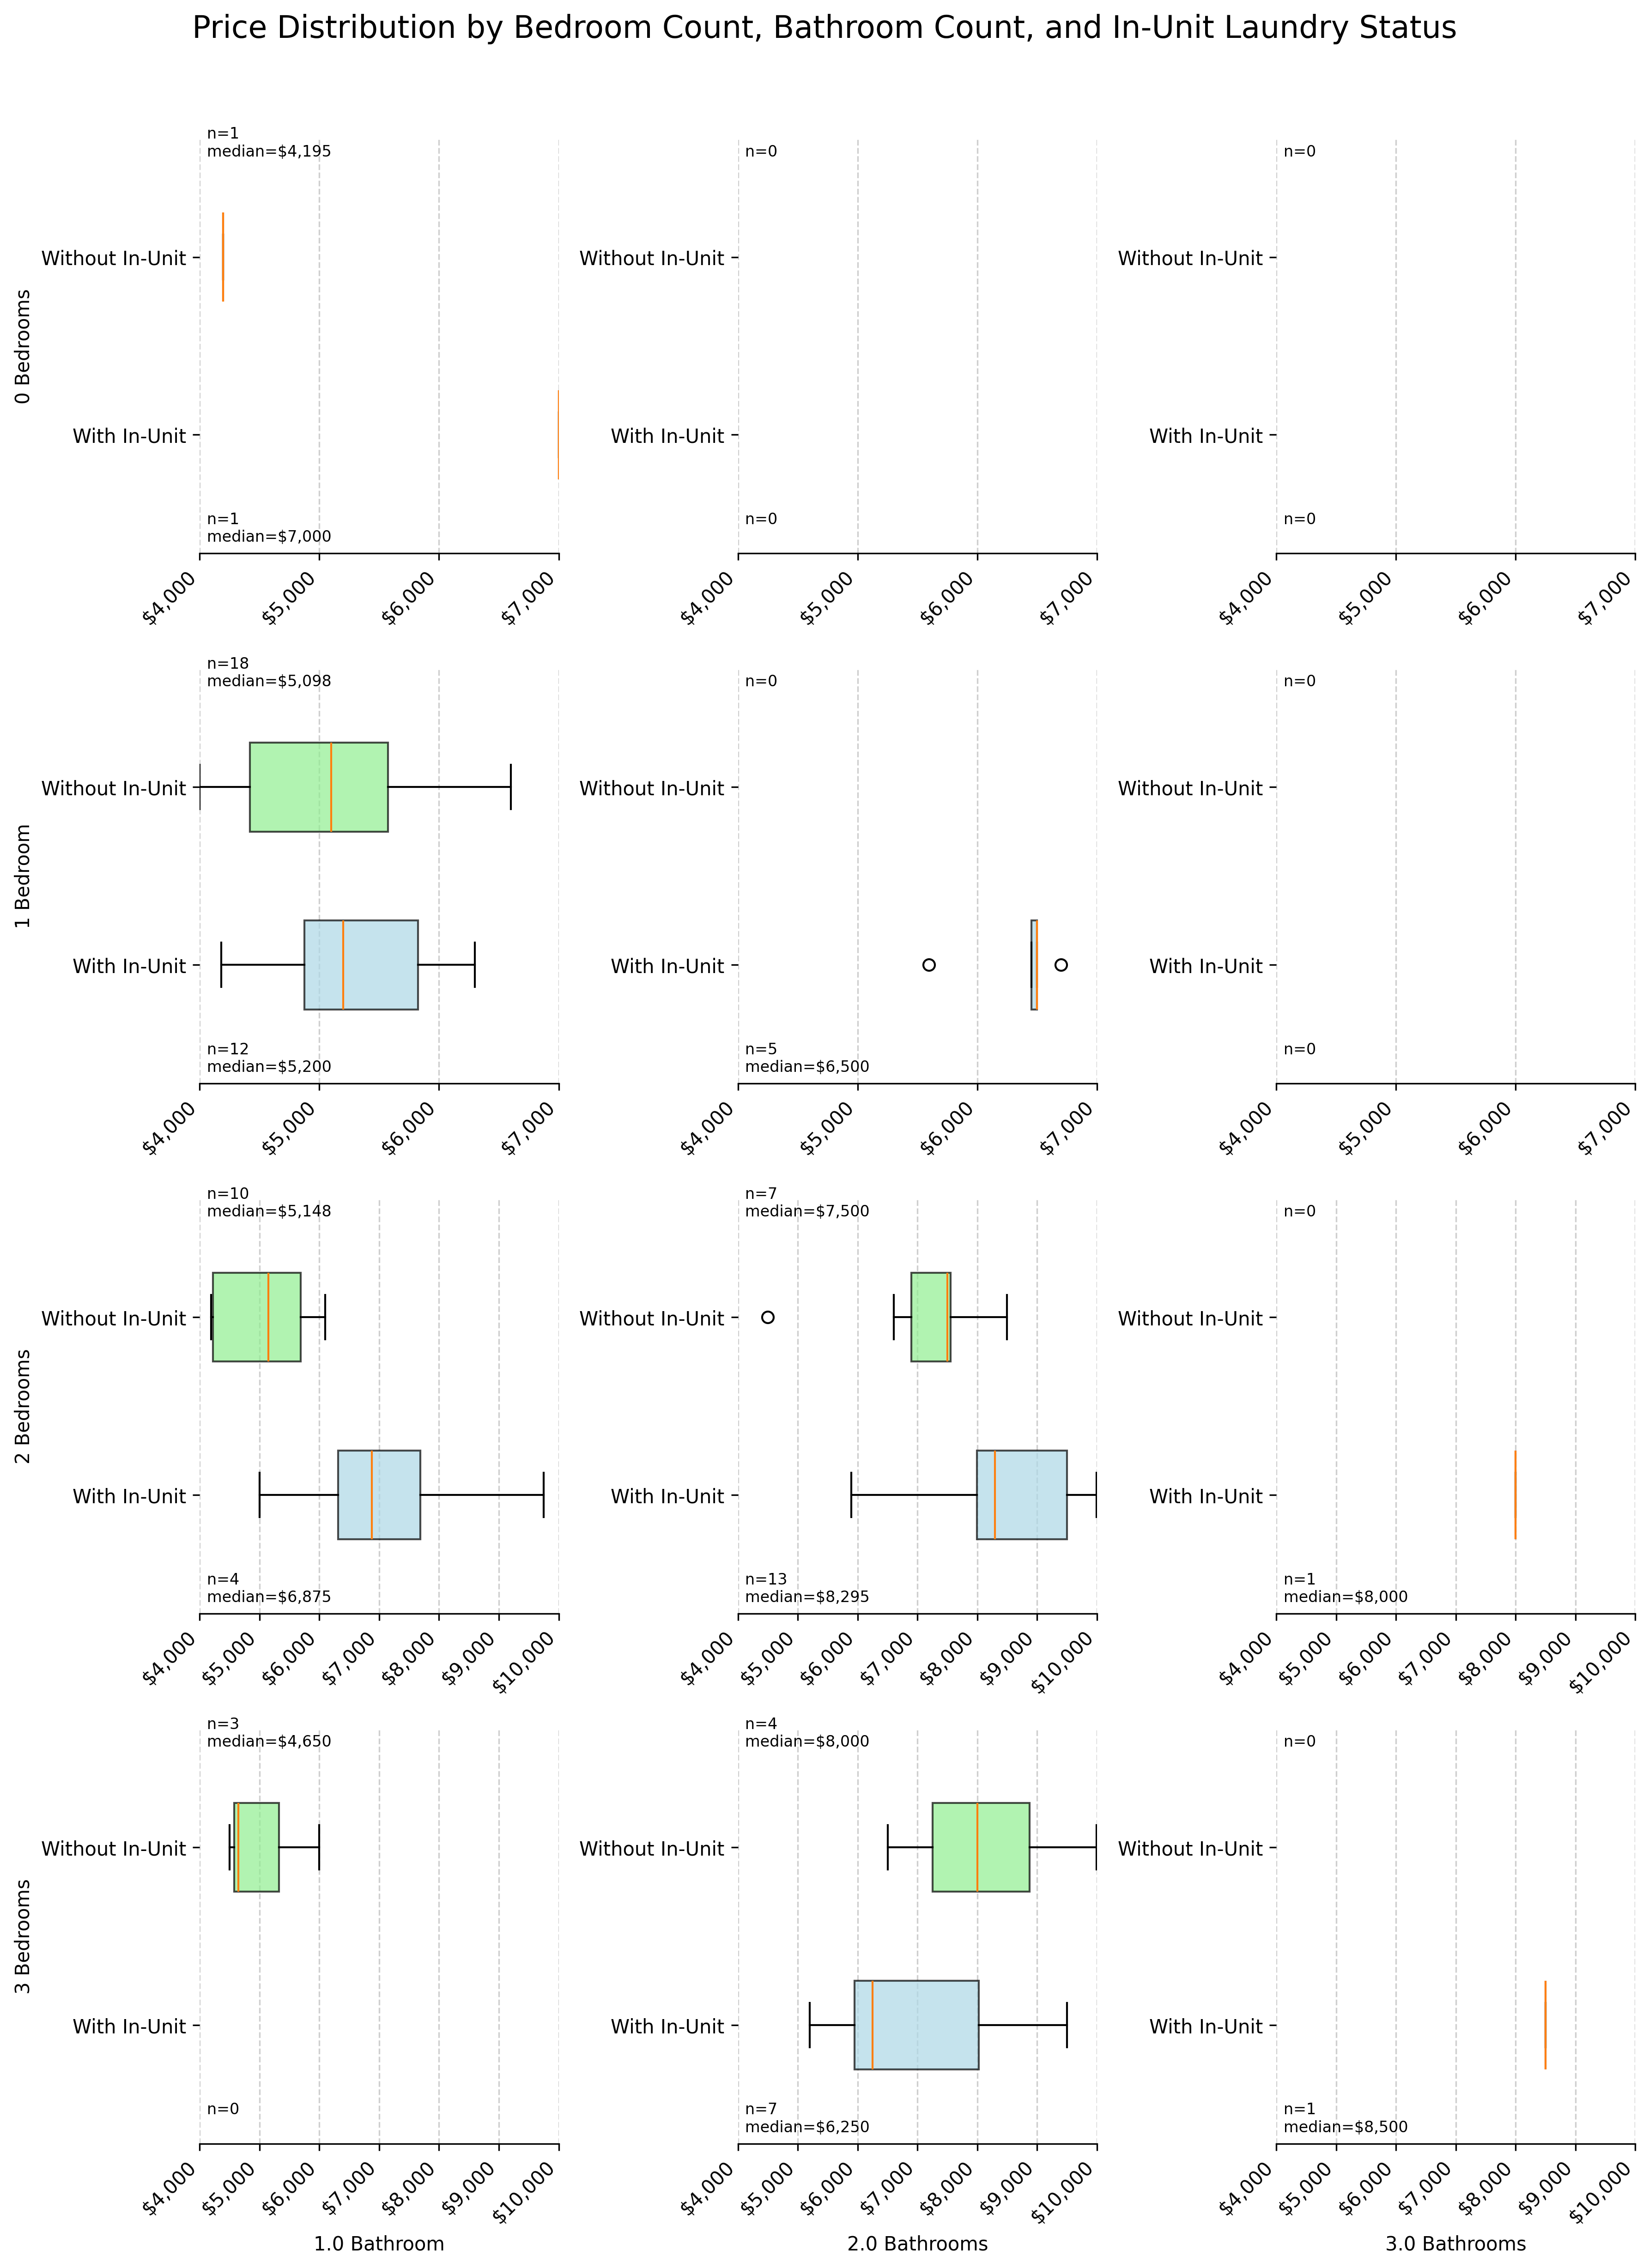 Price Distribution by Bedroom Count, Bathroom Count, and In-Unit Laundry Status
0 Bedrooms
n=1
median=$4,195
Without In-Unit
With In-Unit
n=1
median=$7,000
$4,000
$5,000
$6,000
$7,000
n=0
Without In-Unit
With In-Unit
n=0
$4,000
$5,000
$6,000
$7,000
n=0
Without In-Unit
With In-Unit
n=0
$4,000
$5,000
$6,000
$7,000
1 Bedroom
n=18
median=$5,098
Without In-Unit
With In-Unit
n=12
median=$5,200
$4,000
$5,000
$6,000
$7,000
n=0
Without In-Unit
With In-Unit
n=5
median=$6,500
$4,000
$5,000
$6,000
$7,000
n=0
Without In-Unit
With In-Unit
n=0
$4,000
$5,000
$6,000
$7,000
2 Bedrooms
n=10
median=$5,148
Without In-Unit
With In-Unit
n=4
median=$6,875
$4,000
$5,000
$6,000
$7,000
$8,000
$9,000
$10,000
n=7
median=$7,500
Without In-Unit
With In-Unit
n=13
median=$8,295
$4,000
$5,000
$6,000
$7,000
$8,000
$9,000
$10,000
n=0
Without In-Unit
With In-Unit
n=1
median=$8,000
$4,000
$5,000
$6,000
$7,000
$8,000
$9,000
$10,000
3 Bedrooms
n=3
median=$4,650
Without In-Unit
With In-Unit
n=0
$4,000
$5,000
$6,000
$7,000
$8,000
$9,000
$10,000
1.0 Bathroom
n=4
median=$8,000
Without In-Unit
With In-Unit
n=7
median=$6,250
$4,000
$5,000
$6,000
$7,000
$8,000
$9,000
$10,000
2.0 Bathrooms
n=0
Without In-Unit
With In-Unit
n=1
median=$8,500
$4,000
$5,000
$6,000
$7,000
$8,000
$9,000
$10,000
3.0 Bathrooms